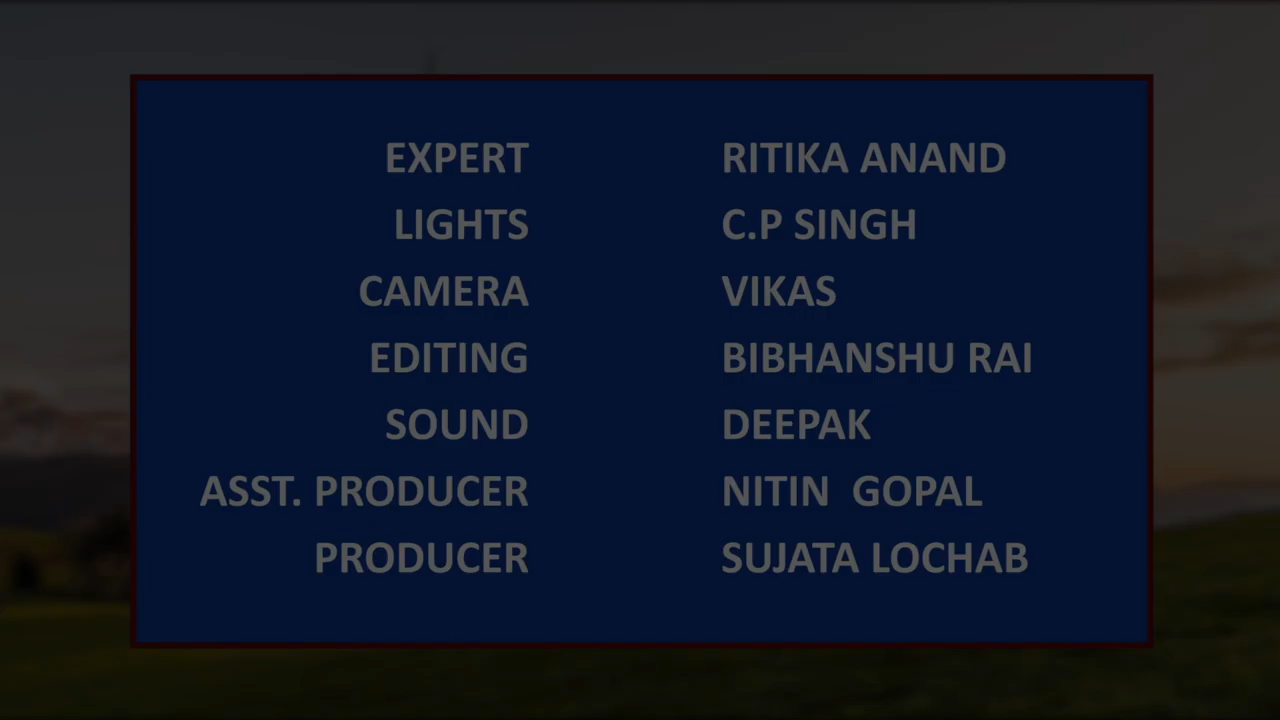 EXPERT RITIKA ANAND
LIGHTS C.P SINGH
CAMERA VIKAS
EDITING BIBHANSHU RAI
SOUND DEEPAK
ASST. PRODUCER NITIN GOPAL
PRODUCER SUJATA LOCHAB